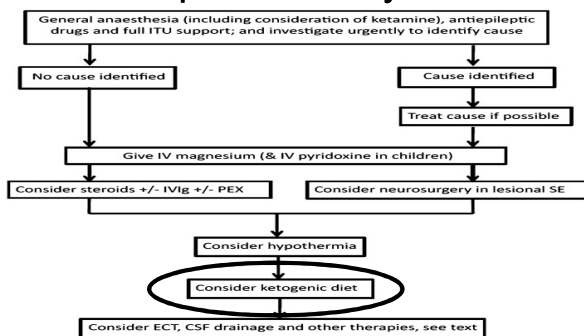 General anaesthesia (including consideration of ketamine), antiepileptic
drugs and full ITU support; and investigate urgently to identify cause
No cause identified
Cause identified
Treat cause if possible
Give IV magnesium (& IV pyridoxine in children)
Consider steroids +/- IVIg +/- PEX
Consider neurosurgery in lesional SE
Consider hypothermia
Consider ketogenic diet
Consider ECT, CSF drainage and other therapies, see text